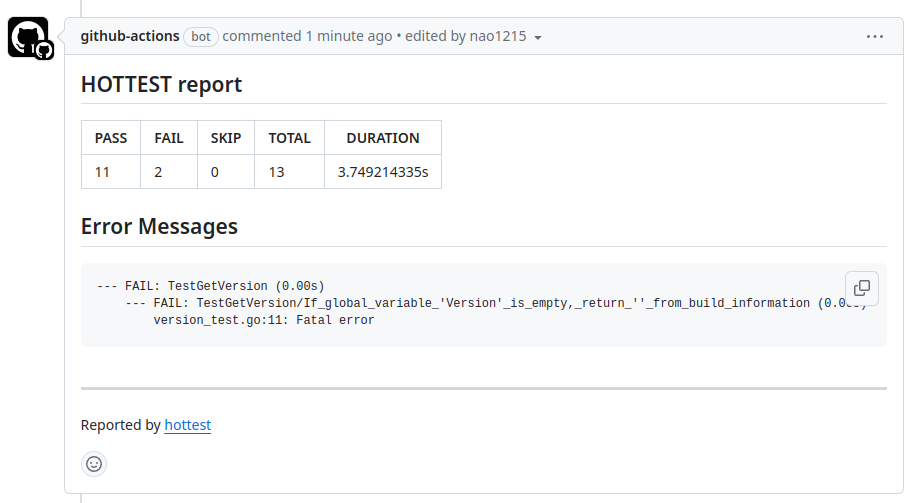 github-actions bot commented 1 minute ago • edited by nao1215
HOTTEST report
PASS FAIL SKIP TOTAL DURATION
11 2 0 13 3.749214335s
Error Messages
--- FAIL: TestGetVersion (0.00s)
--- FAIL: TestGetVersion/If_global_variable_'Version'_is_empty,_return_''_from_build_information
version_test.go:11: Fatal error
Reported by hottest